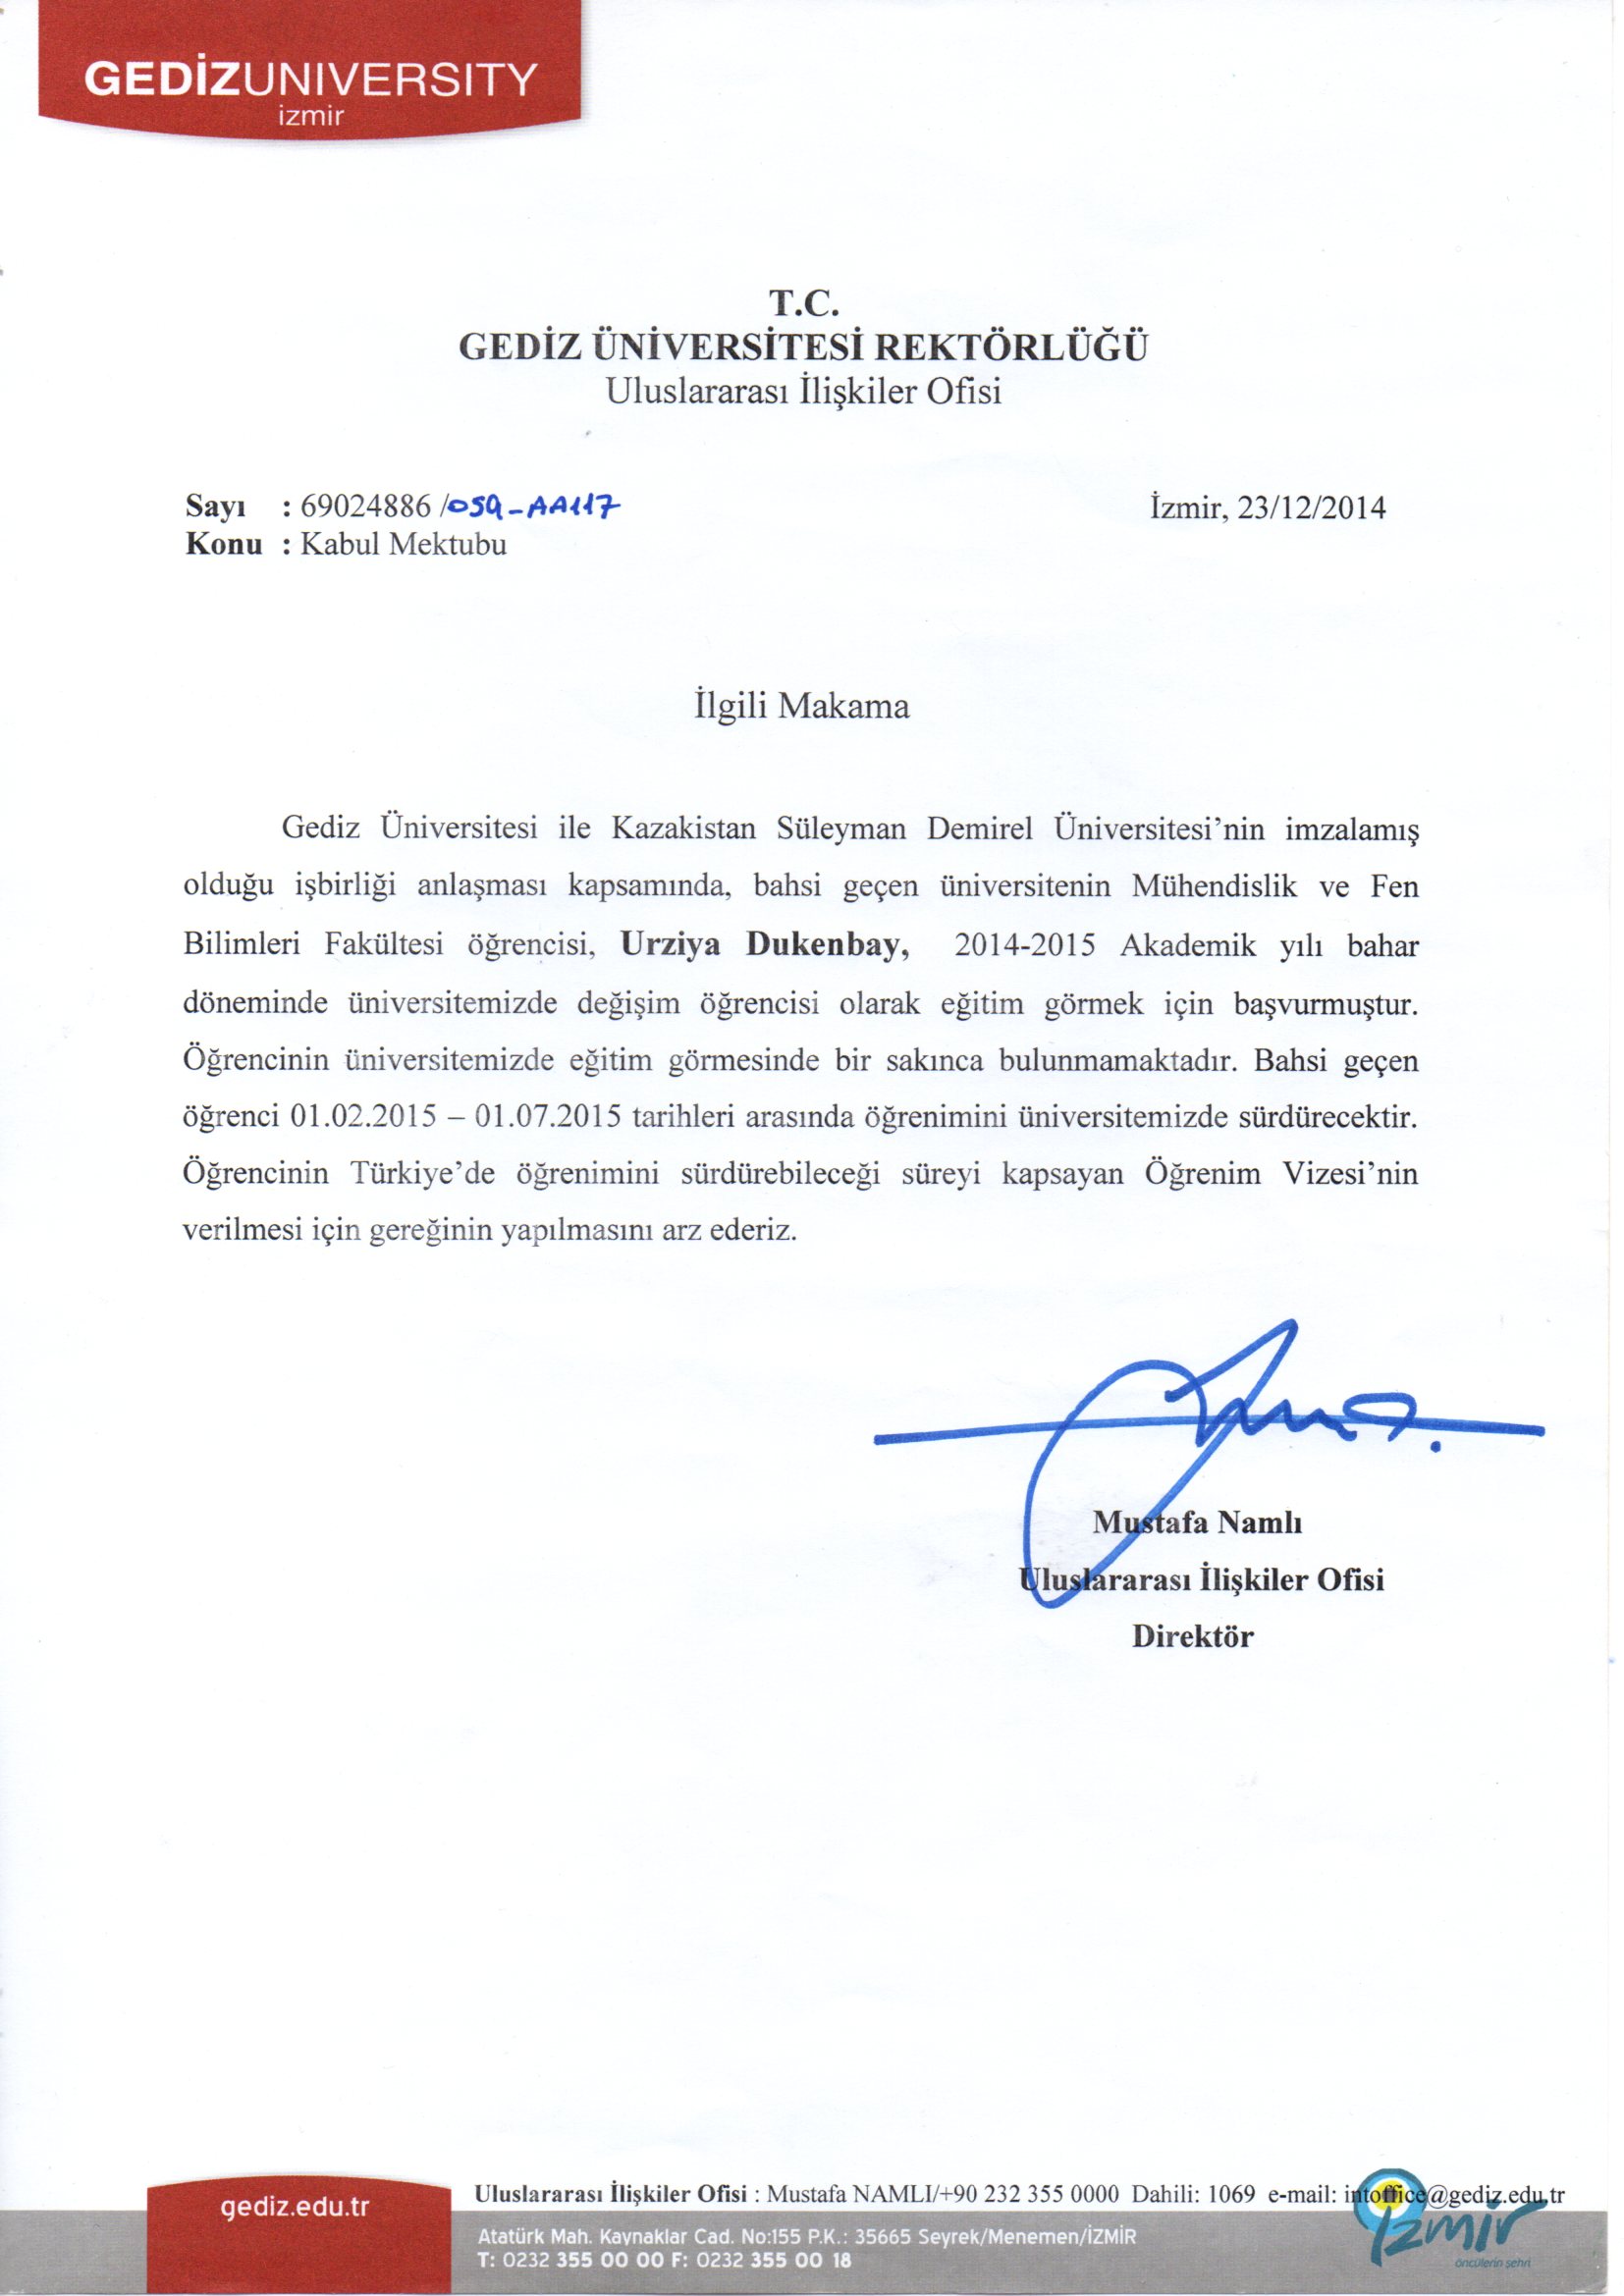 GEDİZUNIVERSITY
izmir
T.C.
GEDİZ ÜNİVERSİTESİ REKTÖRLÜĞÜ
Uluslararası İlişkiler Ofisi
Sayı : 69024886 /059-AA117 İzmir, 23/12/2014
Konu : Kabul Mektubu
İlgili Makama
Gediz Üniversitesi ile Kazakistan Süleyman Demirel Üniversitesi’nin imzalamış
olduğu işbirliği anlaşması kapsamında, bahsi geçen üniversitenin Mühendislik ve Fen
Bilimleri Fakültesi öğrencisi, Urziya Dukenbay, 2014-2015 Akademik yılı bahar
döneminde üniversitemizde değişim öğrencisi olarak eğitim görmek için başvurmuştur.
Öğrencinin üniversitemizde eğitim görmesinde bir sakınca bulunmamaktadır. Bahsi geçen
öğrenci 01.02.2015 – 01.07.2015 tarihleri arasında öğrenimini üniversitemizde sürdürecektir.
Öğrencinin Türkiye’de öğrenimini sürdürebileceği süreyi kapsayan Öğrenim Vizesi’nin
verilmesi için gereğinin yapılmasını arz ederiz.
Mustafa Namlı
Uluslararası İlişkiler Ofisi
Direktör
gediz.edu.tr
Uluslararası İlişkiler Ofisi : Mustafa NAMLI/+90 232 355 0000 Dahili: 1069 e-mail: intoffice@gediz.edu.tr
Atatürk Mah. Kaynaklar Cad. No:155 P.K.: 35665 Seyrek/Menemen/İZMİR
T: 0232 355 00 00 F: 0232 355 00 18
izmir
öncülerin şehri